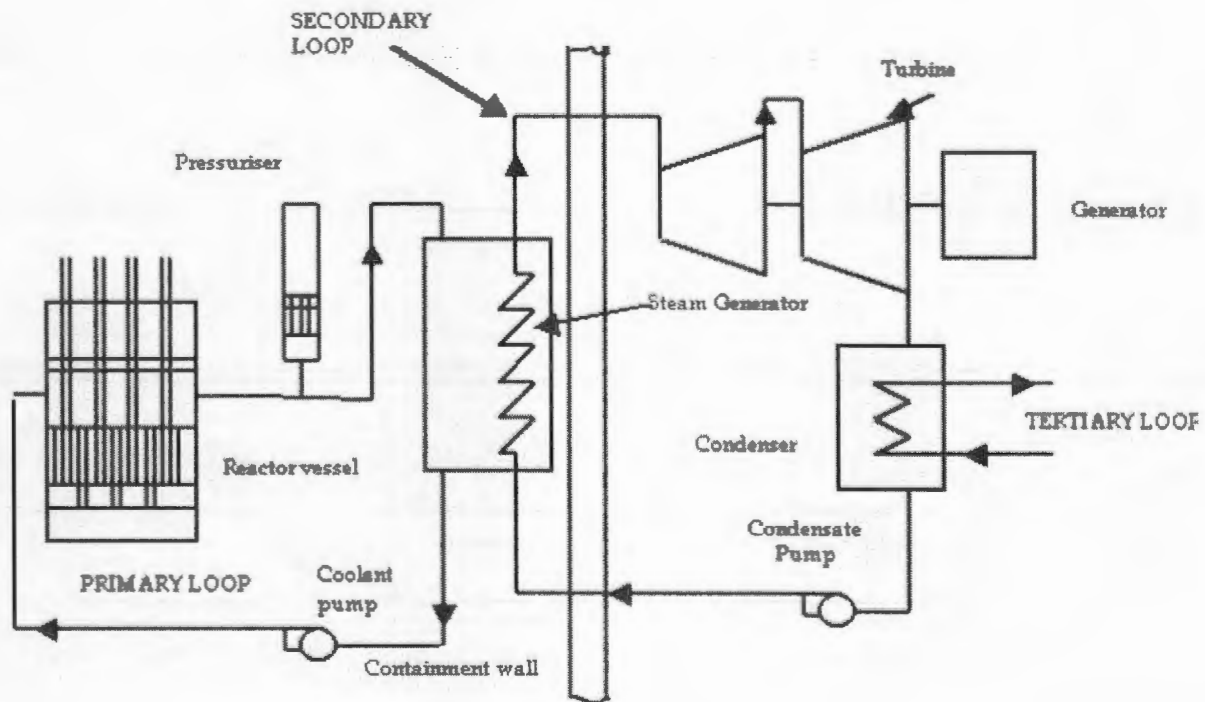 SECONDARY
LOOP
Turbine
Pressuriser
Generator
Steam Generator
TERTIARY LOOP
Condenser
Reactor vessel
Condensate
Pump
PRIMARY LOOP
Coolant
pump
Containment wall